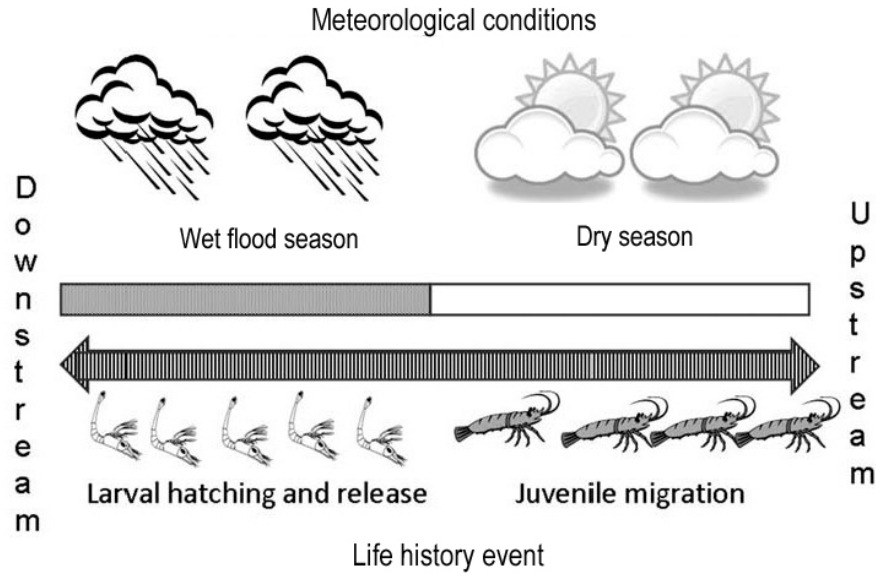 Meteorological conditions
Downstream
Wet flood season
Dry season
Upstream
Larval hatching and release
Juvenile migration
Life history event